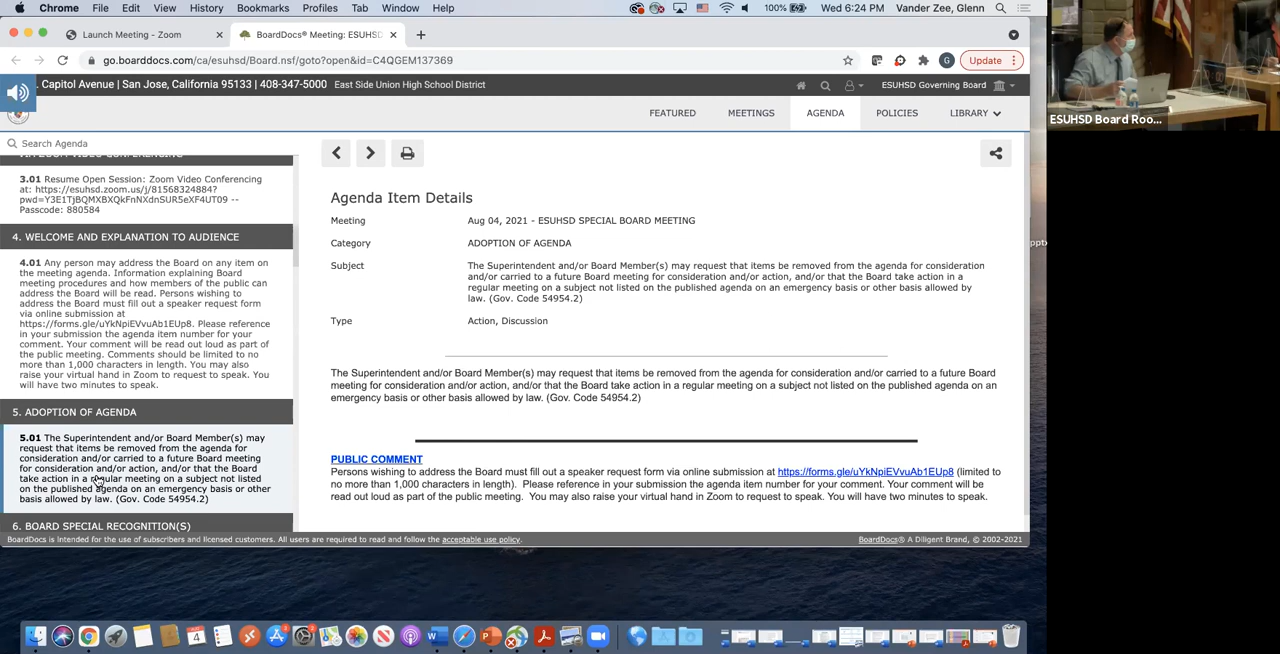 Chrome File Edit View History Bookmarks Profiles Tab Window Help 100% Wed 6:24 PM Vander Zee, Glenn
Launch Meeting - Zoom BoardDocs® Meeting: ESUHSD
go.boarddocs.com/ca/esuhsd/Board.nsf/goto?open&id=C4QGEM137369 G Update
Capitol Avenue | San Jose, California 95133 | 408-347-5000 East Side Union High School District ESUHSD Governing Board
FEATURED MEETINGS AGENDA POLICIES LIBRARY
Search Agenda
VIA ZOOM VIDEO CONFERENCING
3.01 Resume Open Session: Zoom Video Conferencing
at: https://esuhsd.zoom.us/j/81568324884?
pwd=Y3E1TjBQMXBXQkFnNXdnSUR5eXF4UT09 --
Passcode: 880584
4. WELCOME AND EXPLANATION TO AUDIENCE
4.01 Any person may address the Board on any item on
the meeting agenda. Information explaining Board
meeting procedures and how members of the public can
address the Board will be read. Persons wishing to
address the Board must fill out a speaker request form
via online submission at
https://forms.gle/uYkNpiEVvuAb1EUp8. Please reference
in your submission the agenda item number for your
comment. Your comment will be read out loud as part of
the public meeting. Comments should be limited to no
more than 1,000 characters in length. You may also
raise your virtual hand in Zoom to request to speak. You
will have two minutes to speak.
5. ADOPTION OF AGENDA
5.01 The Superintendent and/or Board Member(s) may
request that items be removed from the agenda for
consideration and/or carried to a future Board meeting
for consideration and/or action, and/or that the Board
take action in a regular meeting on a subject not listed
on the published agenda on an emergency basis or other
basis allowed by law. (Gov. Code 54954.2)
6. BOARD SPECIAL RECOGNITION(S)
Agenda Item Details
Meeting Aug 04, 2021 - ESUHSD SPECIAL BOARD MEETING
Category ADOPTION OF AGENDA
Subject The Superintendent and/or Board Member(s) may request that items be removed from the agenda for consideration
and/or carried to a future Board meeting for consideration and/or action, and/or that the Board take action in a
regular meeting on a subject not listed on the published agenda on an emergency basis or other basis allowed by
law. (Gov. Code 54954.2)
Type Action, Discussion
The Superintendent and/or Board Member(s) may request that items be removed from the agenda for consideration and/or carried to a future Board
meeting for consideration and/or action, and/or that the Board take action in a regular meeting on a subject not listed on the published agenda on an
emergency basis or other basis allowed by law. (Gov. Code 54954.2)
PUBLIC COMMENT
Persons wishing to address the Board must fill out a speaker request form via online submission at https://forms.gle/uYkNpiEVvuAb1EUp8 (limited to
no more than 1,000 characters in length). Please reference in your submission the agenda item number for your comment. Your comment will be
read out loud as part of the public meeting. You may also raise your virtual hand in Zoom to request to speak. You will have two minutes to speak.
BoardDocs is intended for the use of subscribers and licensed customers. All users are required to read and follow the acceptable use policy. BoardDocs® A Diligent Brand, © 2002-2021
pptx
ESUHSD Board Roo...